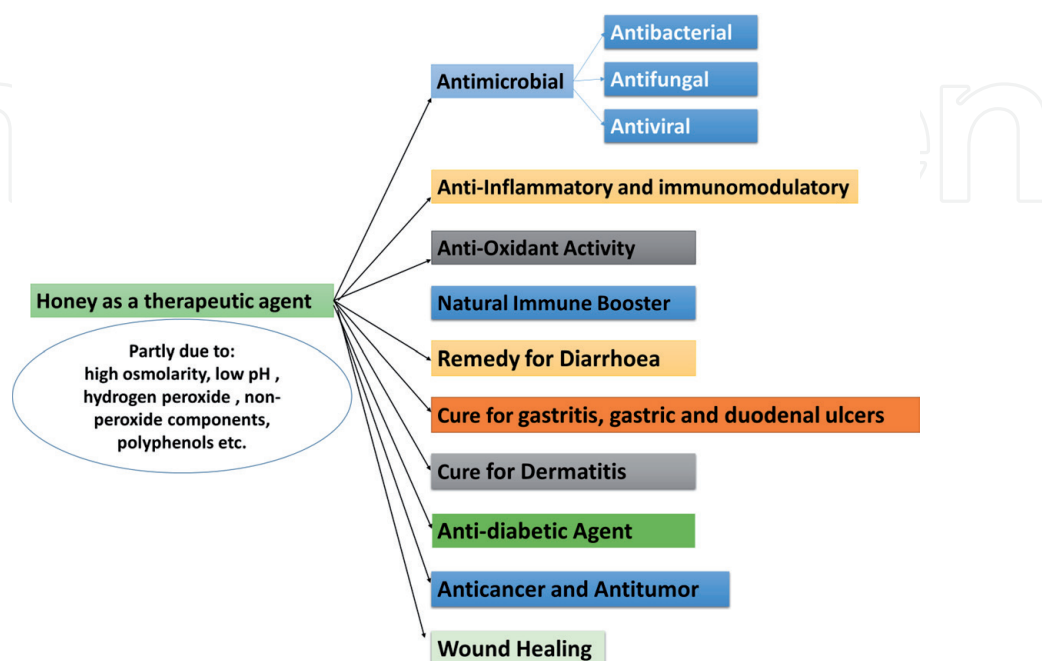 Antibacterial
Antimicrobial
Antifungal
Antiviral
Anti-Inflammatory and immunomodulatory
Anti-Oxidant Activity
Honey as a therapeutic agent
Natural Immune Booster
Partly due to:
high osmolarity, low pH ,
hydrogen peroxide , non-
peroxide components,
polyphenols etc.
Remedy for Diarrhoea
Cure for gastritis, gastric and duodenal ulcers
Cure for Dermatitis
Anti-diabetic Agent
Anticancer and Antitumor
Wound Healing